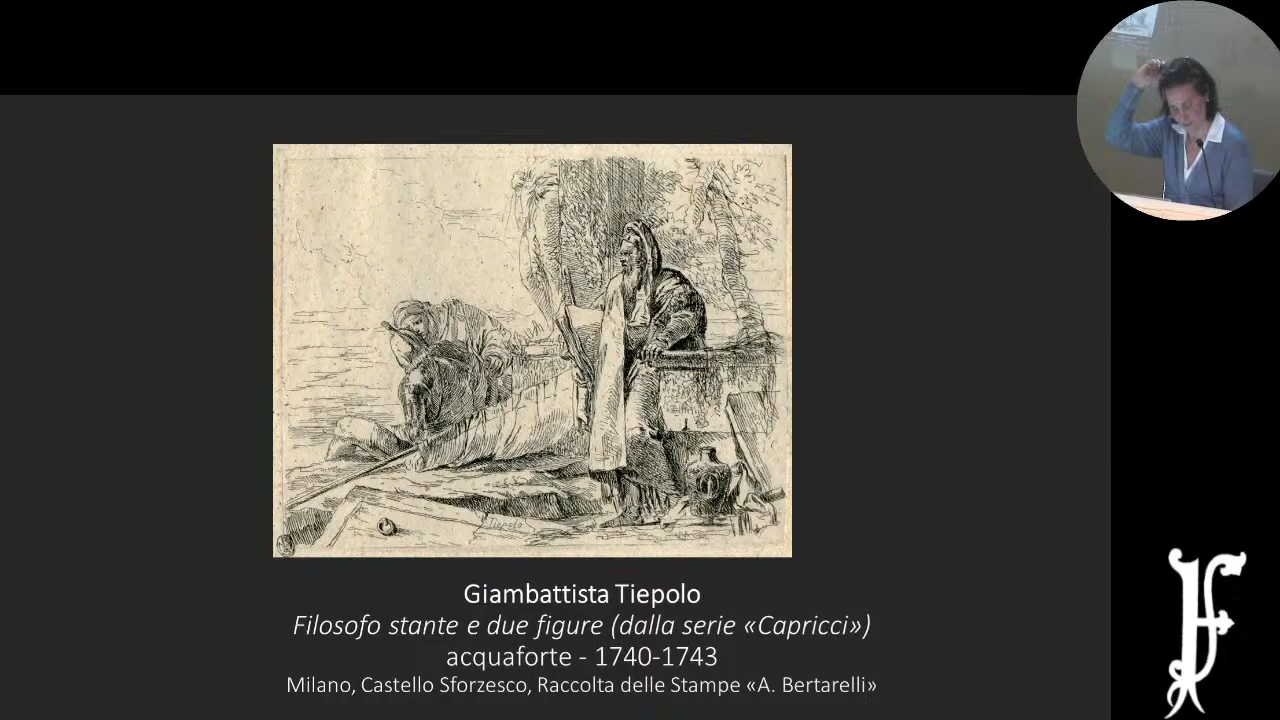 Tiepolo
Giambattista Tiepolo
Filosofo stante e due figure (dalla serie «Capricci»)
acquaforte - 1740-1743
Milano, Castello Sforzesco, Raccolta delle Stampe «A. Bertarelli»